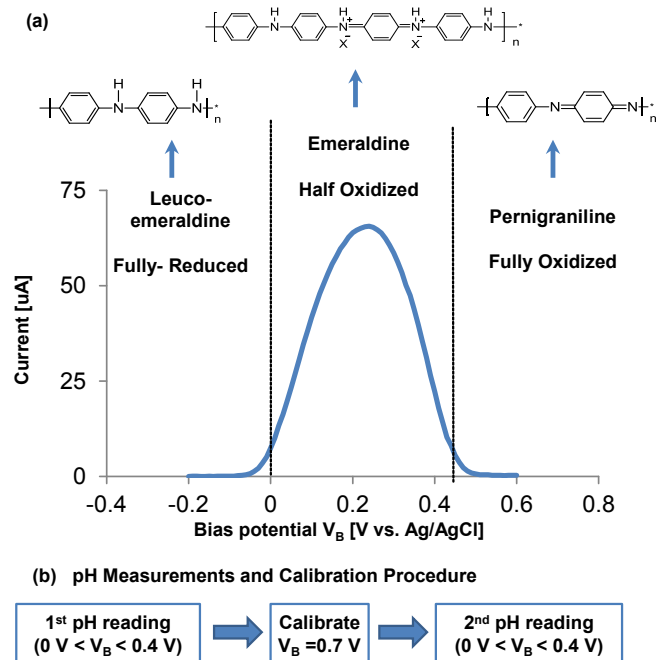 (a)
H H H H
N N N N
+ +
X⁻ X⁻
* n
H H
N N
* n
N N
* n
Emeraldine
Half Oxidized
Leuco-
emeraldine
Fully- Reduced
Pernigraniline
Fully Oxidized
Current [uA]
75
50
25
0
-0.4 -0.2 0 0.2 0.4 0.6 0.8
Bias potential V_B [V vs. Ag/AgCl]
(b) pH Measurements and Calibration Procedure
1st pH reading
(0 V < V_B < 0.4 V)
Calibrate
V_B =0.7 V
2nd pH reading
(0 V < V_B < 0.4 V)